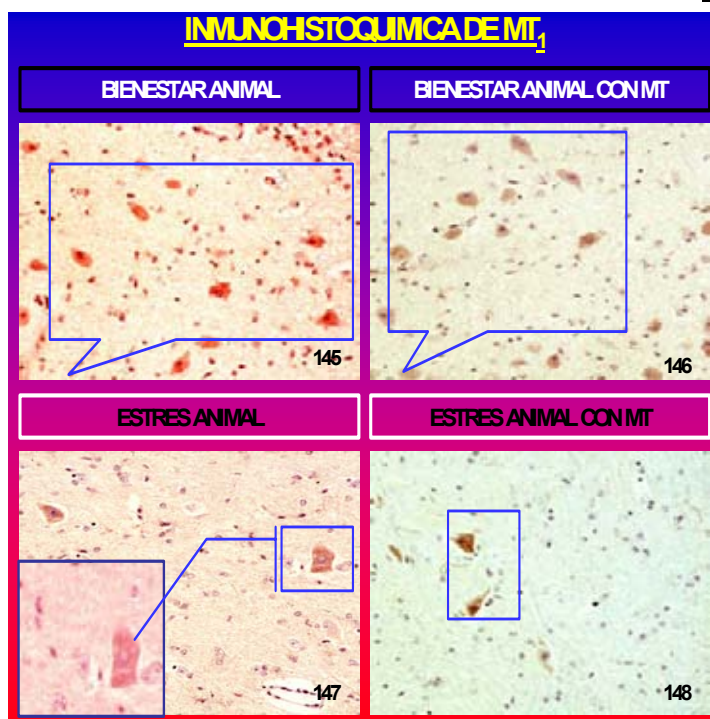 INMUNOHISTOQUIMICA DE MT1
BIENESTAR ANIMAL
BIENESTAR ANIMAL CON MT
145
146
ESTRES ANIMAL
ESTRES ANIMAL CON MT
147
148